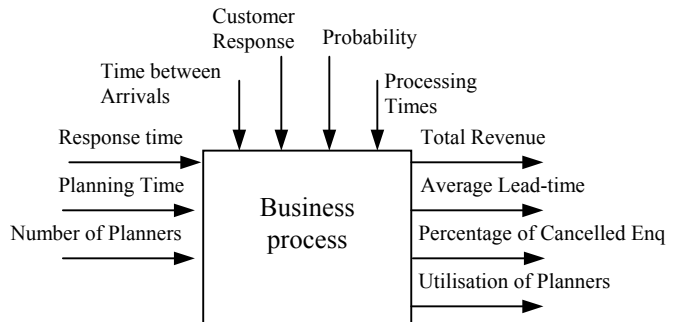 Customer
Response
Probability
Time between
Arrivals
Processing
Times
Response time
Total Revenue
Planning Time
Average Lead-time
Business
process
Number of Planners
Percentage of Cancelled Enq
Utilisation of Planners